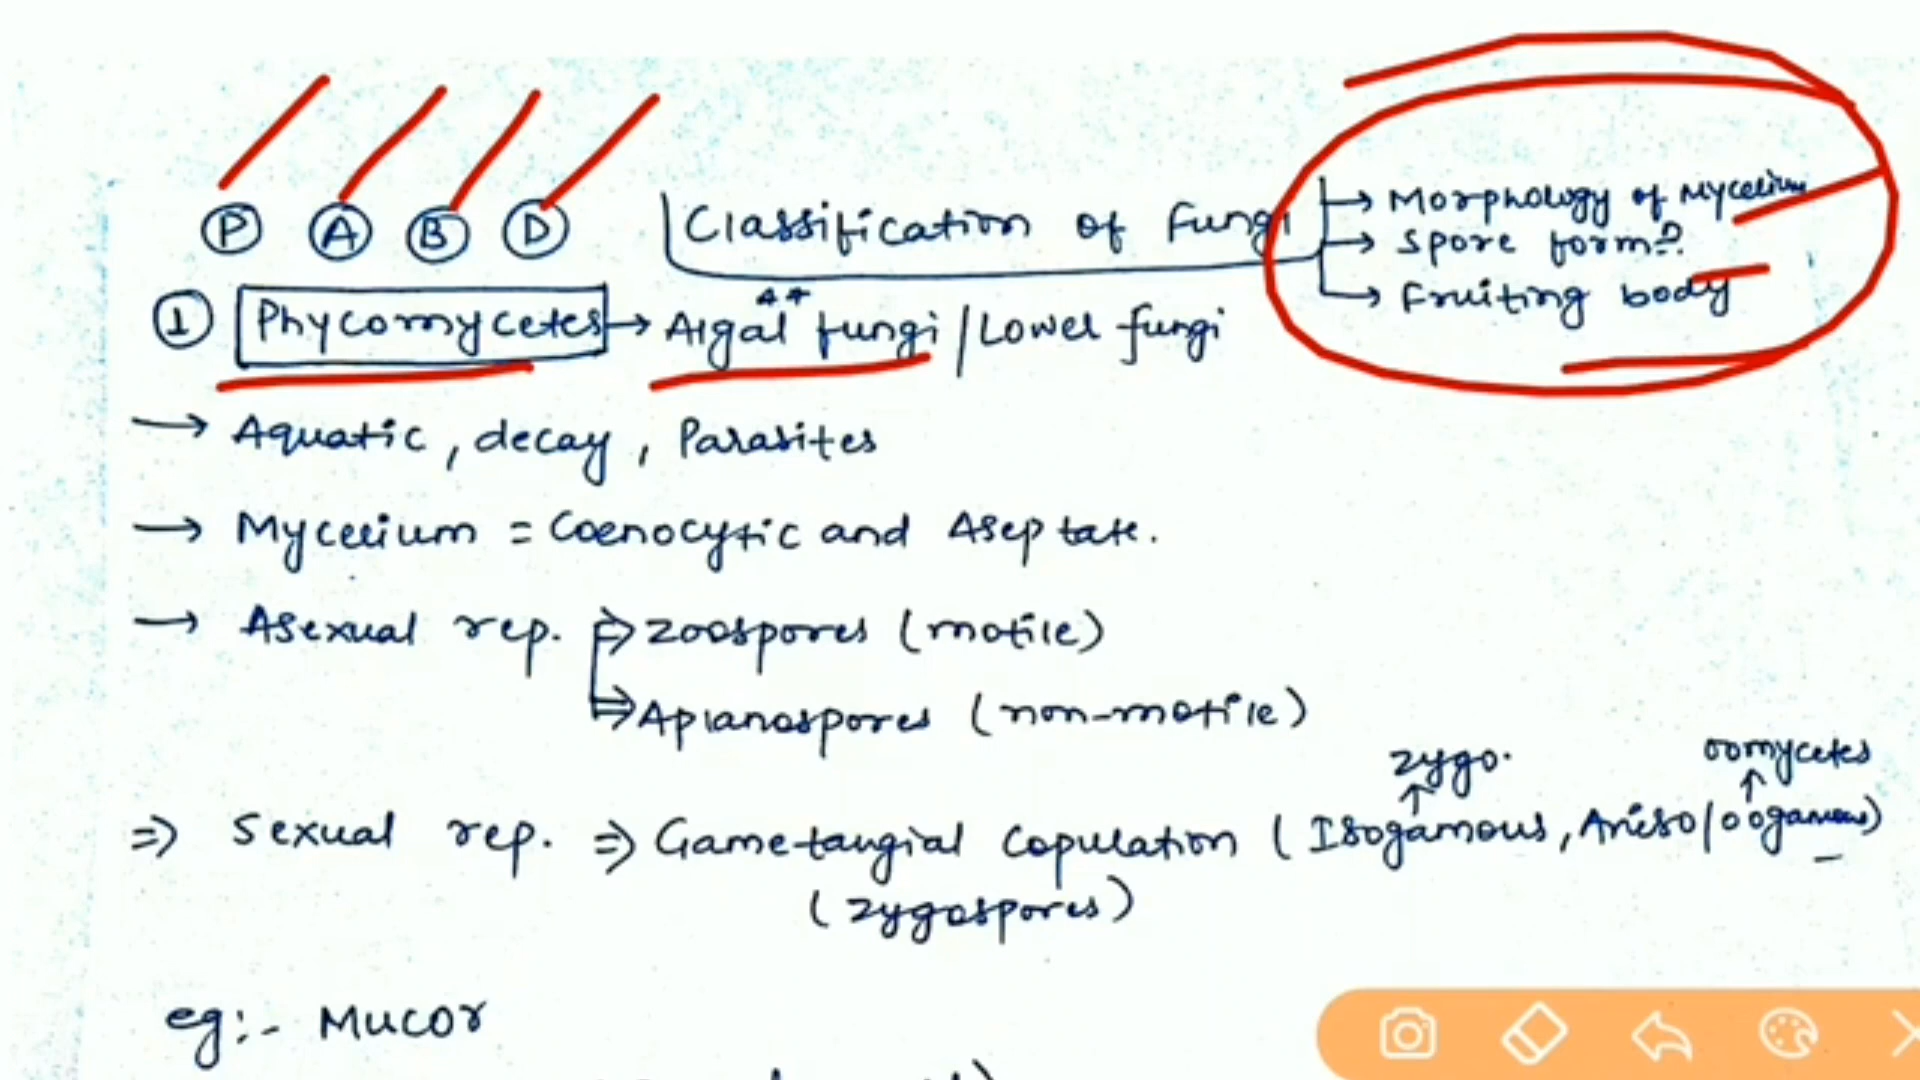 P A B D Classification of Fungi → Morphology of Mycelium
→ Spore form?
→ Fruiting body
1 Phycomycetes → Algal fungi / Lower fungi
→ Aquatic, decay, Parasites
→ Mycelium = Coenocytic and Aseptate.
→ Asexual rep. ⇒ Zoospores (motile)
⇒ Aplanospores (non-motile)
zygo. oomycetes
⇒ Sexual rep. ⇒ Gametangial Copulation (Isogamous, Aniso/oogamous)
(Zygospores)
eg:- Mucor